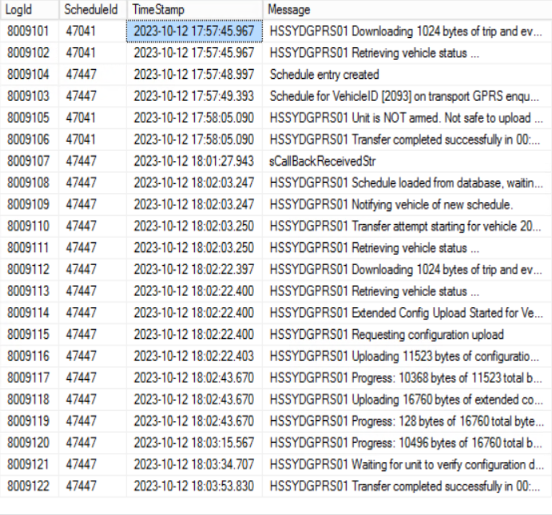 LogId ScheduleId TimeStamp Message
8009101 47041 2023-10-12 17:57:45.967 HSSYDGPRS01 Downloading 1024 bytes of trip and ev...
8009102 47041 2023-10-12 17:57:45.967 HSSYDGPRS01 Retrieving vehicle status ...
8009104 47447 2023-10-12 17:57:48.997 Schedule entry created
8009103 47447 2023-10-12 17:57:49.393 Schedule for VehicleID [2093] on transport GPRS enqu...
8009105 47041 2023-10-12 17:58:05.090 HSSYDGPRS01 Unit is NOT armed. Not safe to upload ...
8009106 47041 2023-10-12 17:58:05.090 HSSYDGPRS01 Transfer completed successfully in 00:...
8009107 47447 2023-10-12 18:01:27.943 sCallBackReceivedStr
8009108 47447 2023-10-12 18:02:03.247 HSSYDGPRS01 Schedule loaded from database, waitin...
8009109 47447 2023-10-12 18:02:03.247 HSSYDGPRS01 Notifying vehicle of new schedule.
8009110 47447 2023-10-12 18:02:03.250 HSSYDGPRS01 Transfer attempt starting for vehicle 20...
8009111 47447 2023-10-12 18:02:03.250 HSSYDGPRS01 Retrieving vehicle status ...
8009112 47447 2023-10-12 18:02:22.397 HSSYDGPRS01 Downloading 1024 bytes of trip and ev...
8009113 47447 2023-10-12 18:02:22.400 HSSYDGPRS01 Retrieving vehicle status ...
8009114 47447 2023-10-12 18:02:22.400 HSSYDGPRS01 Extended Config Upload Started for Ve...
8009115 47447 2023-10-12 18:02:22.400 HSSYDGPRS01 Requesting configuration upload
8009116 47447 2023-10-12 18:02:22.403 HSSYDGPRS01 Uploading 11523 bytes of configuratio...
8009117 47447 2023-10-12 18:02:43.670 HSSYDGPRS01 Progress: 10368 bytes of 11523 total b...
8009118 47447 2023-10-12 18:02:43.670 HSSYDGPRS01 Uploading 16760 bytes of extended co...
8009119 47447 2023-10-12 18:02:43.670 HSSYDGPRS01 Progress: 128 bytes of 16760 total byte...
8009120 47447 2023-10-12 18:03:15.567 HSSYDGPRS01 Progress: 10496 bytes of 16760 total b...
8009121 47447 2023-10-12 18:03:34.707 HSSYDGPRS01 Waiting for unit to verify configuration d...
8009122 47447 2023-10-12 18:03:53.830 HSSYDGPRS01 Transfer completed successfully in 00:...